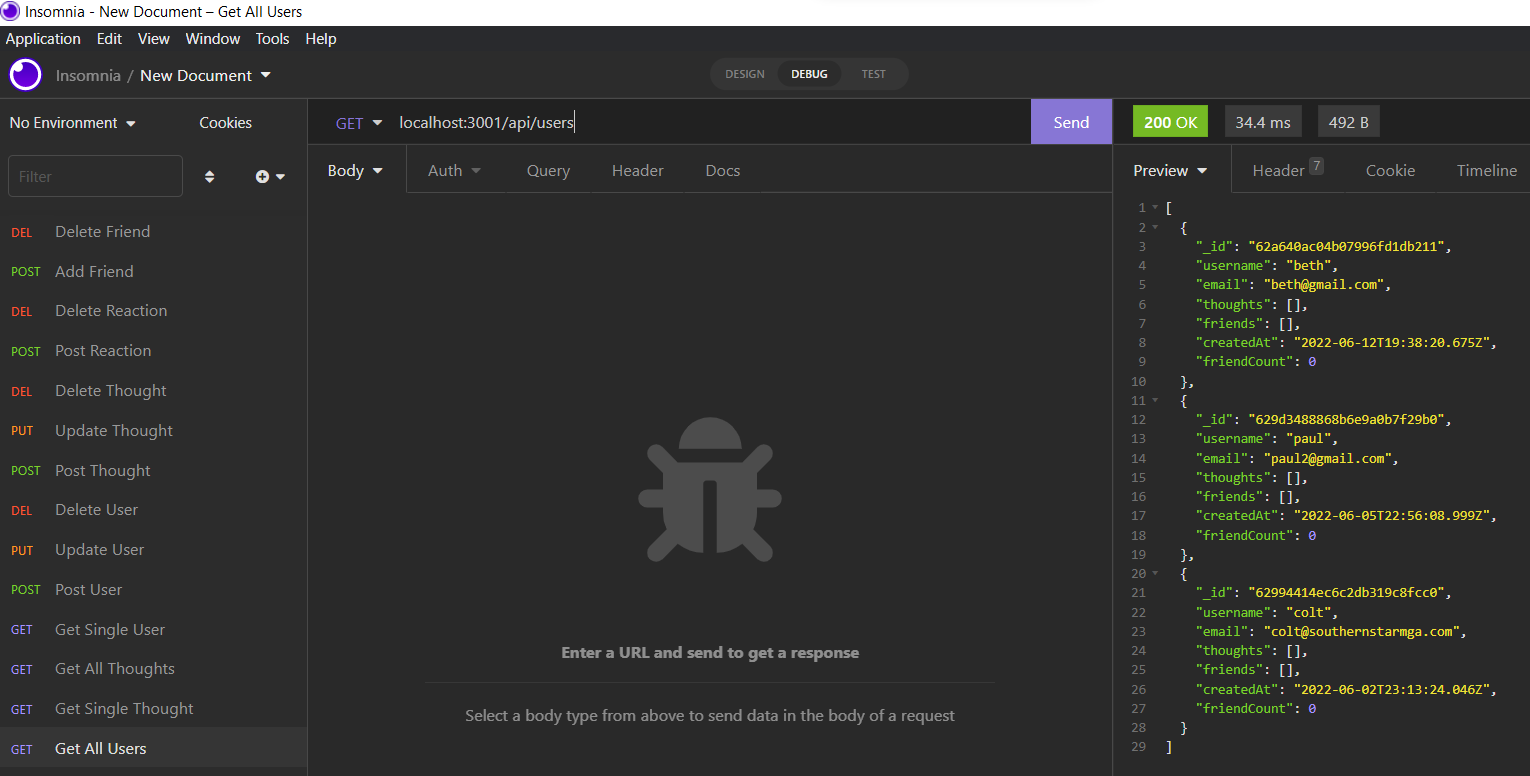 Insomnia - New Document – Get All Users
Application Edit View Window Tools Help
Insomnia / New Document
DESIGN DEBUG TEST
No Environment Cookies
GET localhost:3001/api/users
Send
200 OK 34.4 ms 492 B
Filter
Body Auth Query Header Docs
Preview Header 7 Cookie Timeline
DEL Delete Friend
POST Add Friend
DEL Delete Reaction
POST Post Reaction
DEL Delete Thought
PUT Update Thought
POST Post Thought
DEL Delete User
PUT Update User
POST Post User
GET Get Single User
GET Get All Thoughts
GET Get Single Thought
GET Get All Users
Enter a URL and send to get a response
Select a body type from above to send data in the body of a request
1 [
2 {
3 "_id": "62a640ac04b07996fd1db211",
4 "username": "beth",
5 "email": "beth@gmail.com",
6 "thoughts": [],
7 "friends": [],
8 "createdAt": "2022-06-12T19:38:20.675Z",
9 "friendCount": 0
10 },
11 {
12 "_id": "629d3488868b6e9a0b7f29b0",
13 "username": "paul",
14 "email": "paul2@gmail.com",
15 "thoughts": [],
16 "friends": [],
17 "createdAt": "2022-06-05T22:56:08.999Z",
18 "friendCount": 0
19 },
20 {
21 "_id": "62994414ec6c2db319c8fcc0",
22 "username": "colt",
23 "email": "colt@southernstarmga.com",
24 "thoughts": [],
25 "friends": [],
26 "createdAt": "2022-06-02T23:13:24.046Z",
27 "friendCount": 0
28 }
29 ]